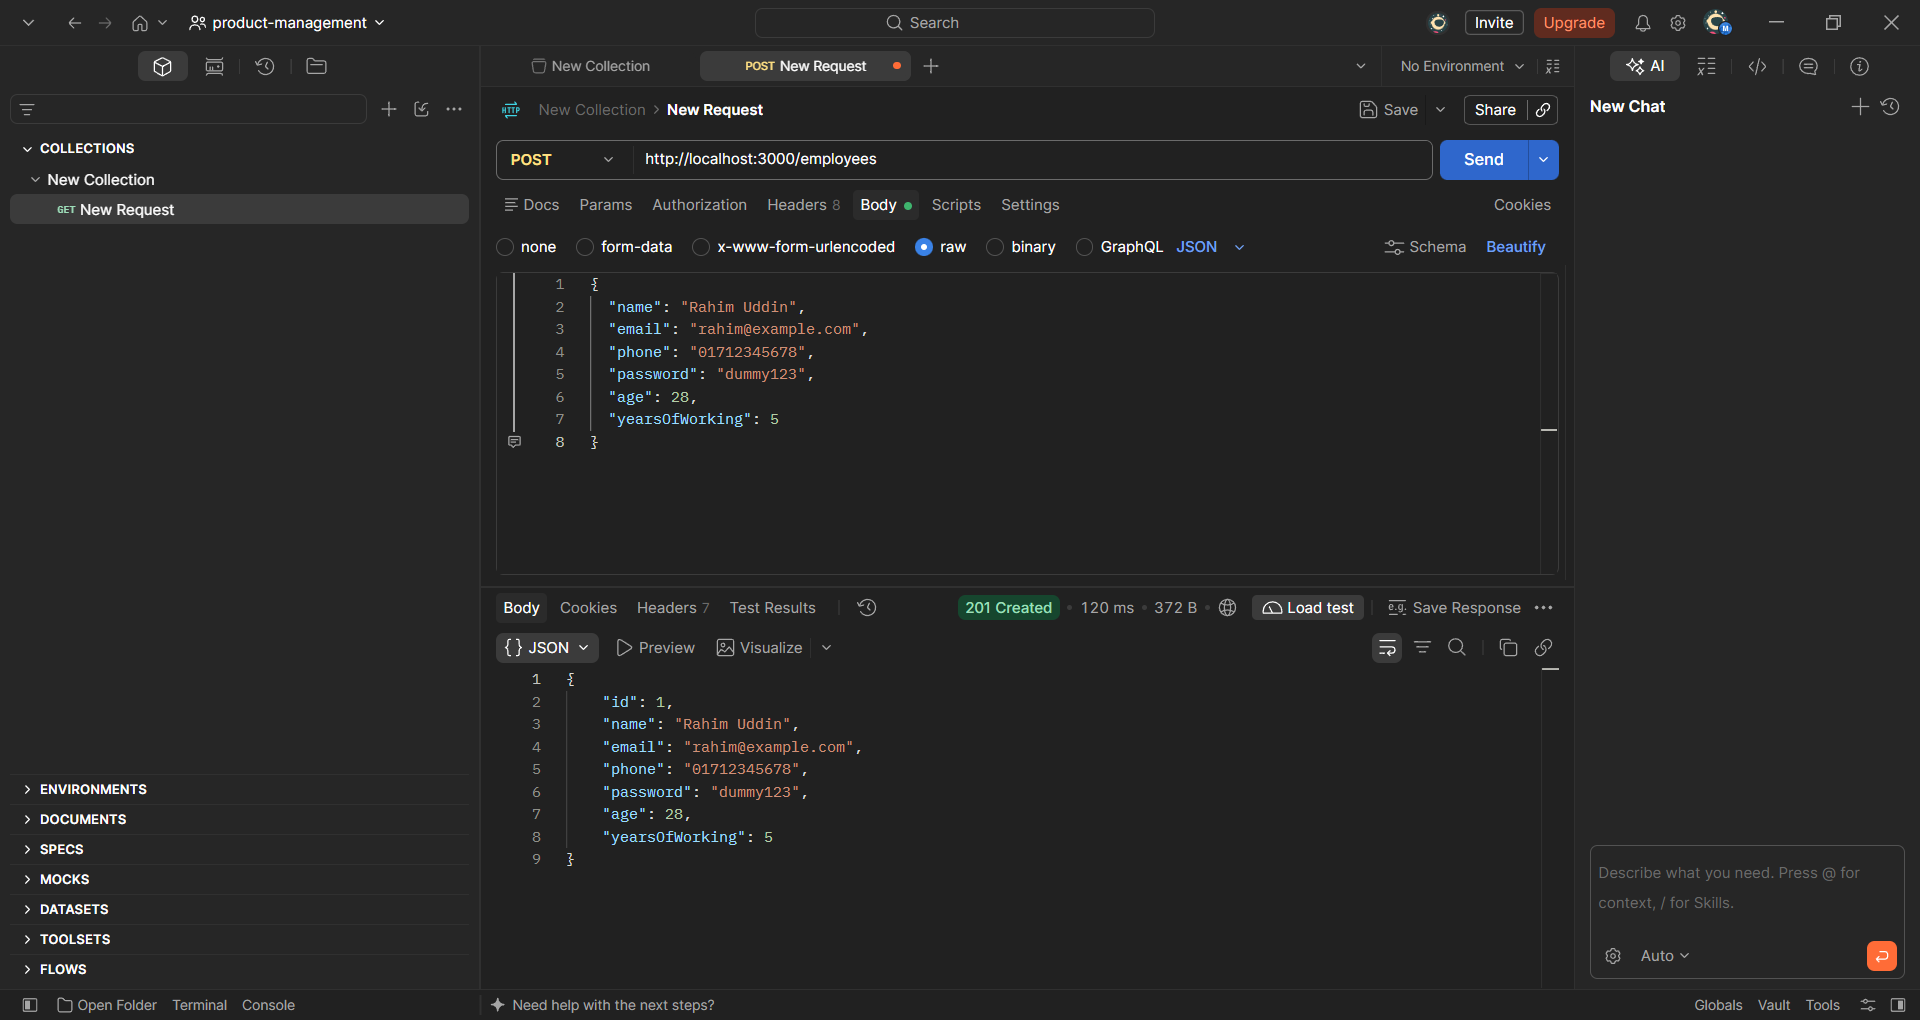 product-management
Search
Invite
Upgrade
New Collection
POST New Request
No Environment
AI
New Collection > New Request
Save
Share
New Chat
COLLECTIONS
New Collection
GET New Request
POST
http://localhost:3000/employees
Send
Docs
Params
Authorization
Headers 8
Body
Scripts
Settings
Cookies
none
form-data
x-www-form-urlencoded
raw
binary
GraphQL
JSON
Schema
Beautify
1 {
2 "name": "Rahim Uddin",
3 "email": "rahim@example.com",
4 "phone": "01712345678",
5 "password": "dummy123",
6 "age": 28,
7 "yearsOfWorking": 5
8 }
Body
Cookies
Headers 7
Test Results
201 Created
120 ms
372 B
Load test
e.g. Save Response
{} JSON
Preview
Visualize
1 {
2 "id": 1,
3 "name": "Rahim Uddin",
4 "email": "rahim@example.com",
5 "phone": "01712345678",
6 "password": "dummy123",
7 "age": 28,
8 "yearsOfWorking": 5
9 }
ENVIRONMENTS
DOCUMENTS
SPECS
MOCKS
DATASETS
TOOLSETS
FLOWS
Describe what you need. Press @ for
context, / for Skills.
Auto
Open Folder
Terminal
Console
Need help with the next steps?
Globals
Vault
Tools